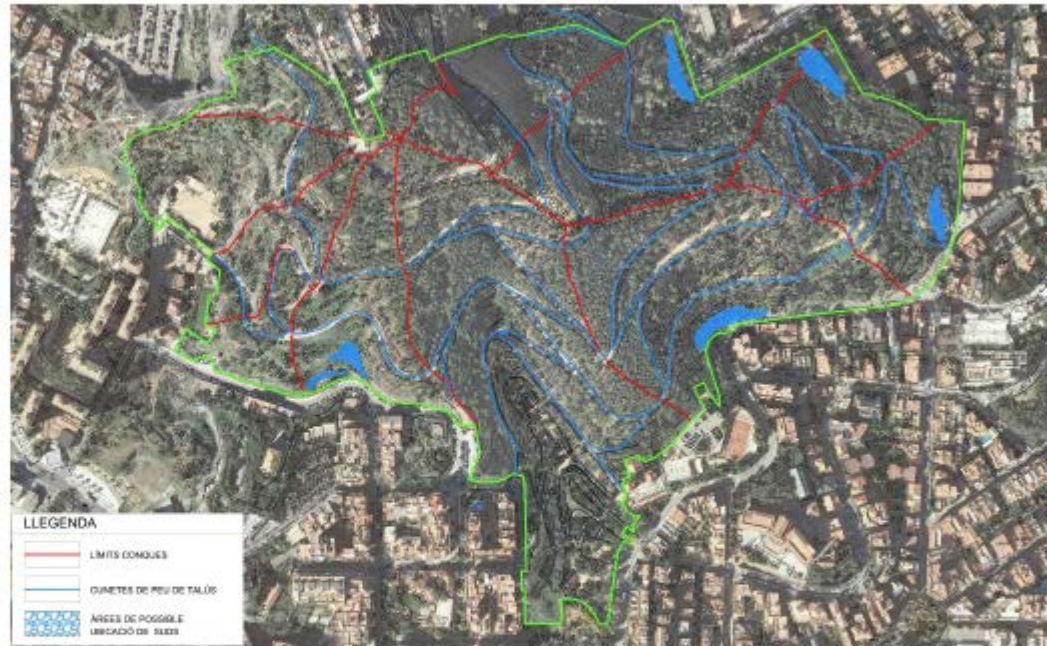 LLEGENDA
LÍMITS CONQUES
CUNETES DE PEU DE TALÚS
ÀREES DE POSSIBLE
UBICACIÓ DE SUDS